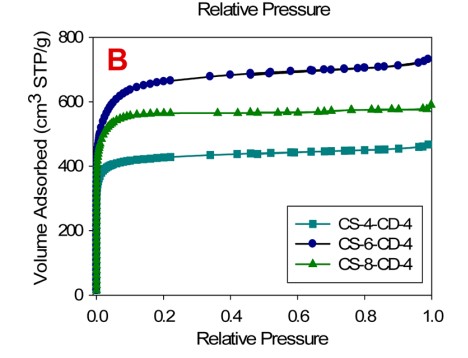 Relative Pressure
B
Volume Adsorbed (cm3 STP/g)
800
600
400
200
0
CS-4-CD-4
CS-6-CD-4
CS-8-CD-4
0.0 0.2 0.4 0.6 0.8 1.0
Relative Pressure